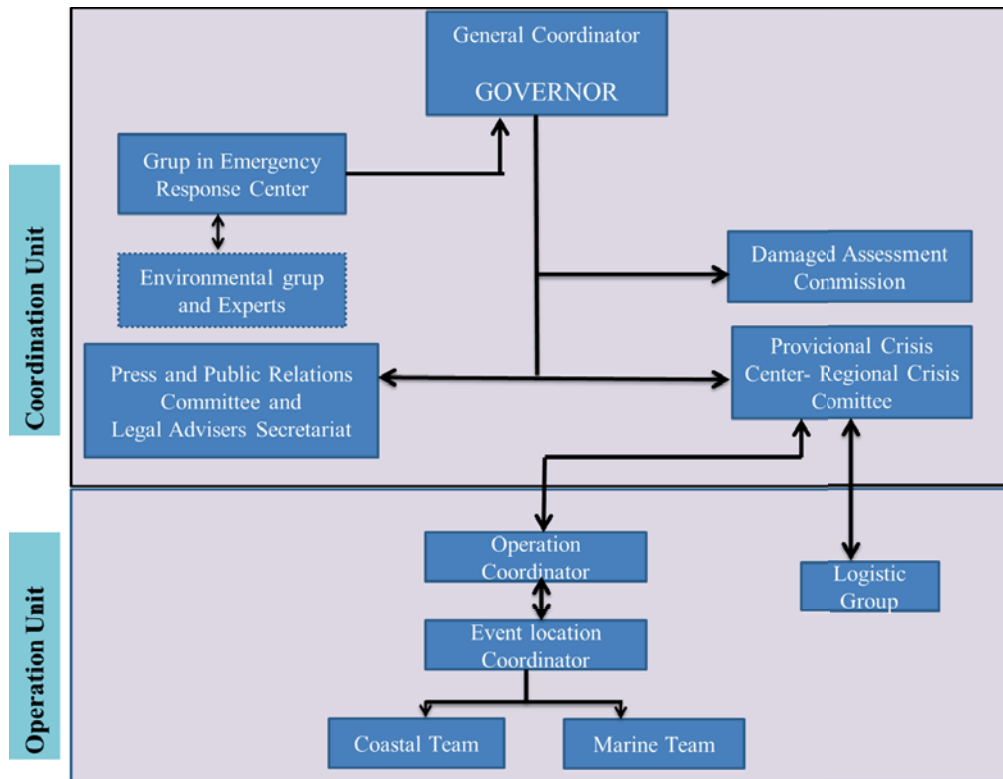 General Coordinator
GOVERNOR
Grup in Emergency
Response Center
Environmental grup
and Experts
Damaged Assessment
Commission
Press and Public Relations
Committee and
Legal Advisers Secretariat
Provicional Crisis
Center- Regional Crisis
Comittee
Coordination Unit
Operation
Coordinator
Logistic
Group
Event location
Coordinator
Coastal Team
Marine Team
Operation Unit